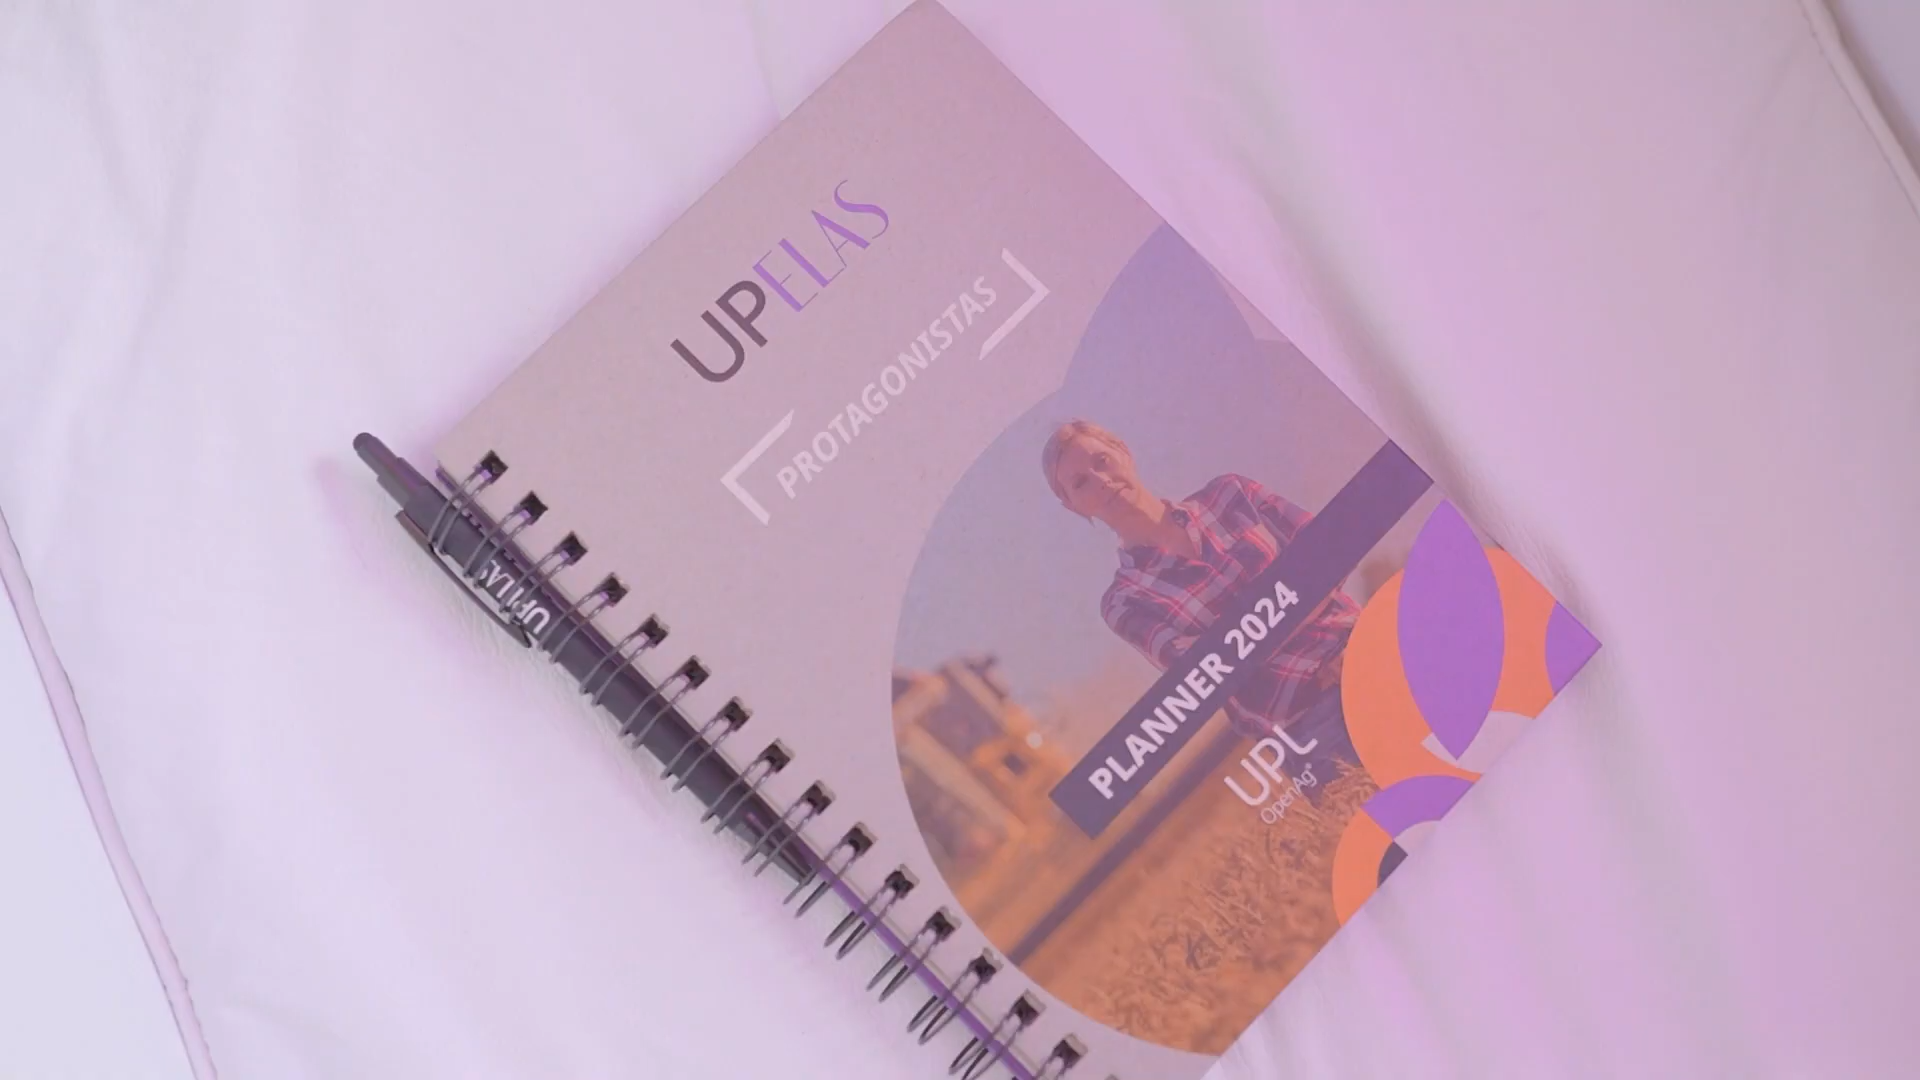 UPELAS
PROTAGONISTAS
PLANNER 2024
UPL
OpenAg®
UPELAS